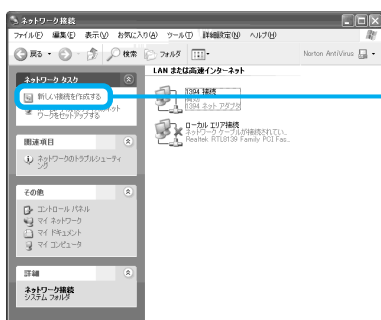 ネットワーク接続
ファイル(F) 編集(E) 表示(V) お気に入り(A) ツール(T) 詳細設定(N) ヘルプ(H)
戻る 検索 フォルダ Norton AntiVirus
LAN または高速インターネット
ネットワーク タスク
新しい接続を作成する
ワークをセットアップする
関連項目
ネットワークのトラブルシューティ
ング
その他
コントロール パネル
マイ ネットワーク
マイ ドキュメント
マイ コンピュータ
詳細
ネットワーク接続
システム フォルダ
1394 接続
有効
1394 ネット アダプタ
ローカル エリア接続
ネットワーク ケーブルが接続されてい...
Realtek RTL8139 Family PCI Fas...